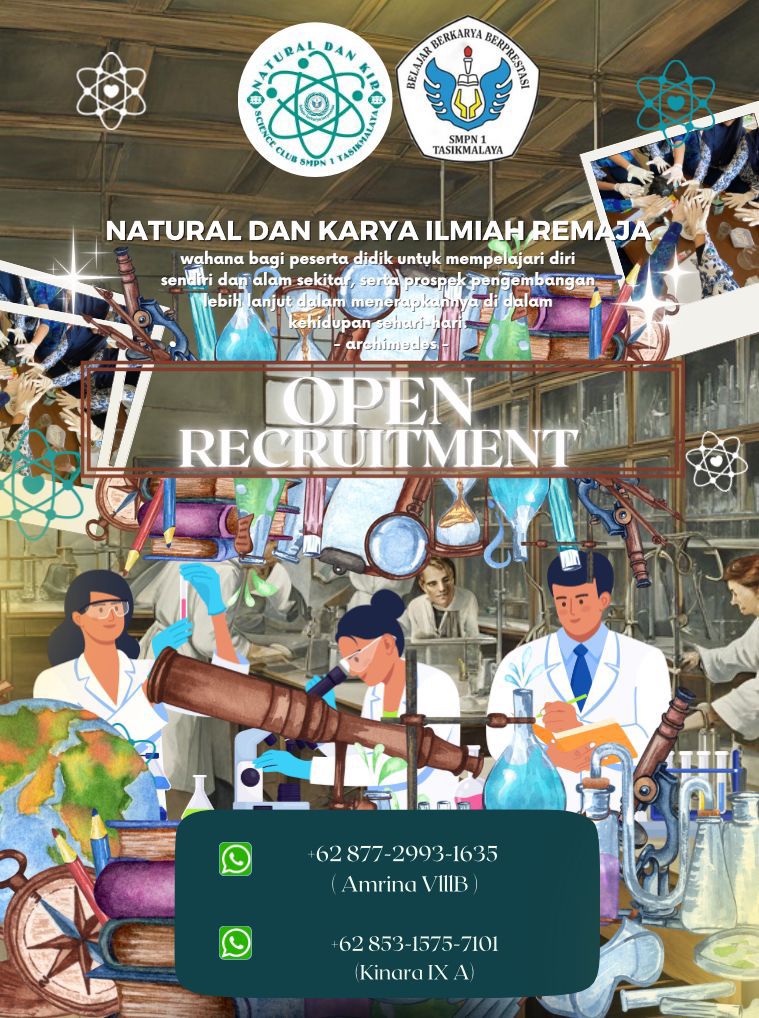 NATURAL DAN KIR
SCIENCE CLUB SMPN 1 TASIKMALAYA
BELAJAR BERKARYA BERPRESTASI
SMPN 1
TASIKMALAYA
NATURAL DAN KARYA ILMIAH REMAJA
wahana bagi peserta didik untuk mempelajari diri
sendiri dan alam sekitar, serta prospek pengembangan
lebih lanjut dalam menerapkannya di dalam
kehidupan sehari-hari.
- archimedes -
OPEN
RECRUITMENT
+62 877-2993-1635
( Amrina VlllB )
+62 853-1575-7101
(Kinara IX A)